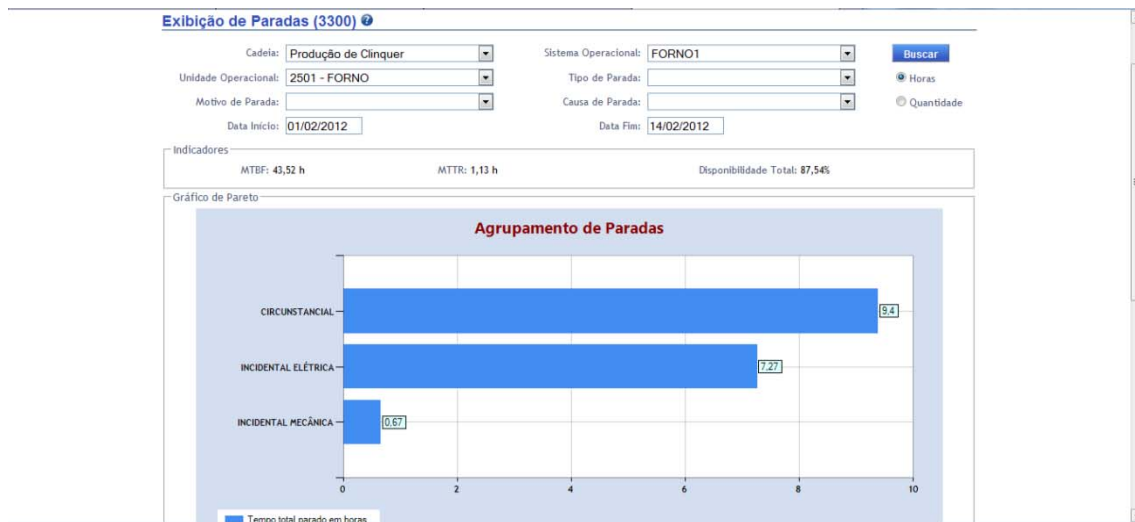 Exibição de Paradas (3300)
Cadeia: Produção de Clinquer Sistema Operacional: FORNO1 Buscar
Unidade Operacional: 2501 - FORNO Tipo de Parada: Horas
Motivo de Parada: Causa de Parada: Quantidade
Data Início: 01/02/2012 Data Fim: 14/02/2012
Indicadores
MTBF: 43,52 h MTTR: 1,13 h Disponibilidade Total: 87,54%
Gráfico de Pareto
Agrupamento de Paradas
CIRCUNSTANCIAL 9,4
INCIDENTAL ELÉTRICA 7,27
INCIDENTAL MECÂNICA 0,67
0 2 4 6 8 10
Tempo total parado em horas